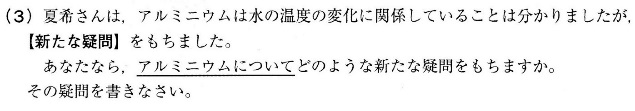 (3) 夏希さんは，アルミニウムは水の温度の変化に関係していることは分かりましたが，
【新たな疑問】をもちました。
あなたなら，アルミニウムについてどのような新たな疑問をもちますか。
その疑問を書きなさい。